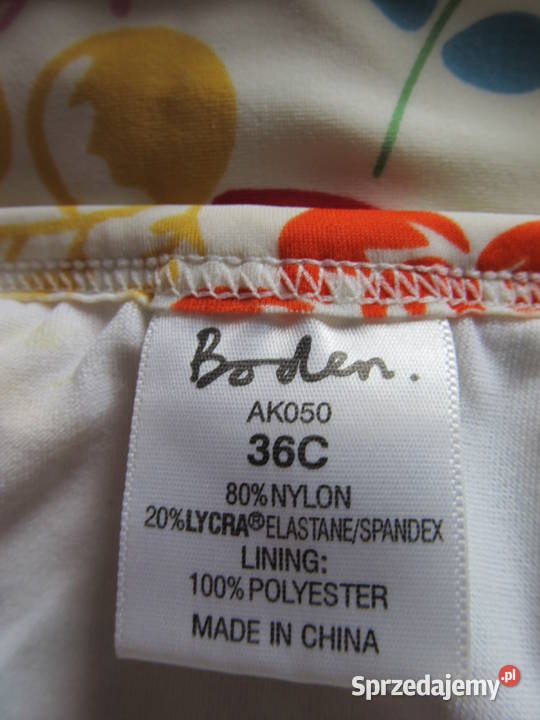 Boden.
AK050
36C
80% NYLON
20% LYCRA® ELASTANE/SPANDEX
LINING:
100% POLYESTER
MADE IN CHINA
Sprzedajemy.pl